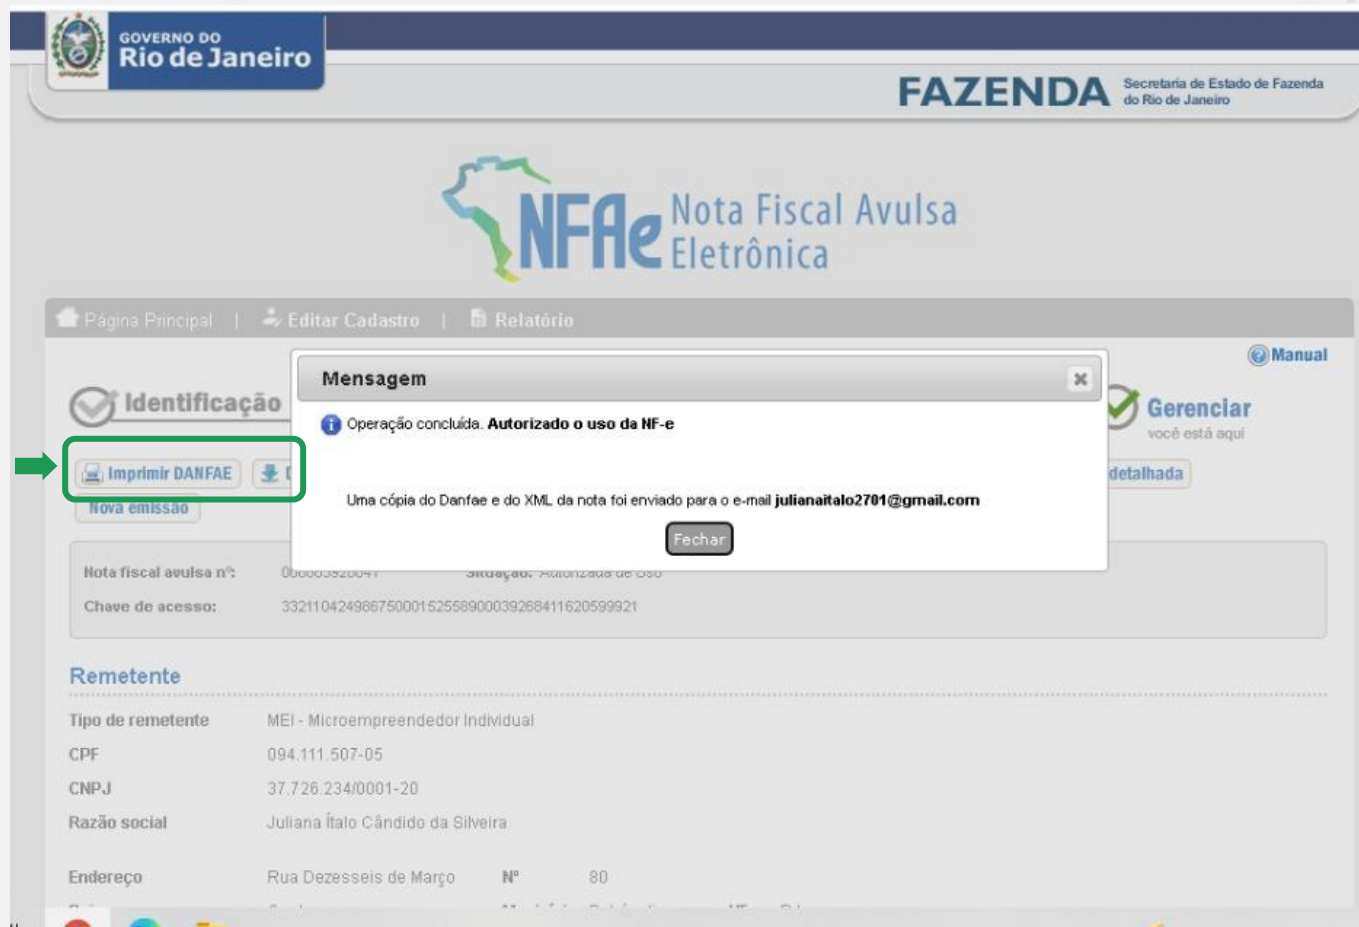 GOVERNO DO
Rio de Janeiro
FAZENDA
Secretaria de Estado de Fazenda
do Rio de Janeiro
NFAe
Nota Fiscal Avulsa
Eletrônica
Página Principal | Editar Cadastro | Relatório
Manual
Mensagem
Identificação
Operação concluída. Autorizado o uso da NF-e
Gerenciar
você está aqui
Imprimir DANFAE
detalhada
Uma cópia do Danfae e do XML da nota foi enviado para o e-mail julianaitalo2701@gmail.com
Nova emissão
Fechar
Nota fiscal avulsa nº: Situação: Autorizada de Uso
Chave de acesso: 33211042498675000152558900039268411620599921
Remetente
Tipo de remetente MEI - Microempreendedor Individual
CPF 094.111.507-05
CNPJ 37.726.234/0001-20
Razão social Juliana Ítalo Cândido da Silveira
Endereço Rua Dezesseis de Março Nº 80